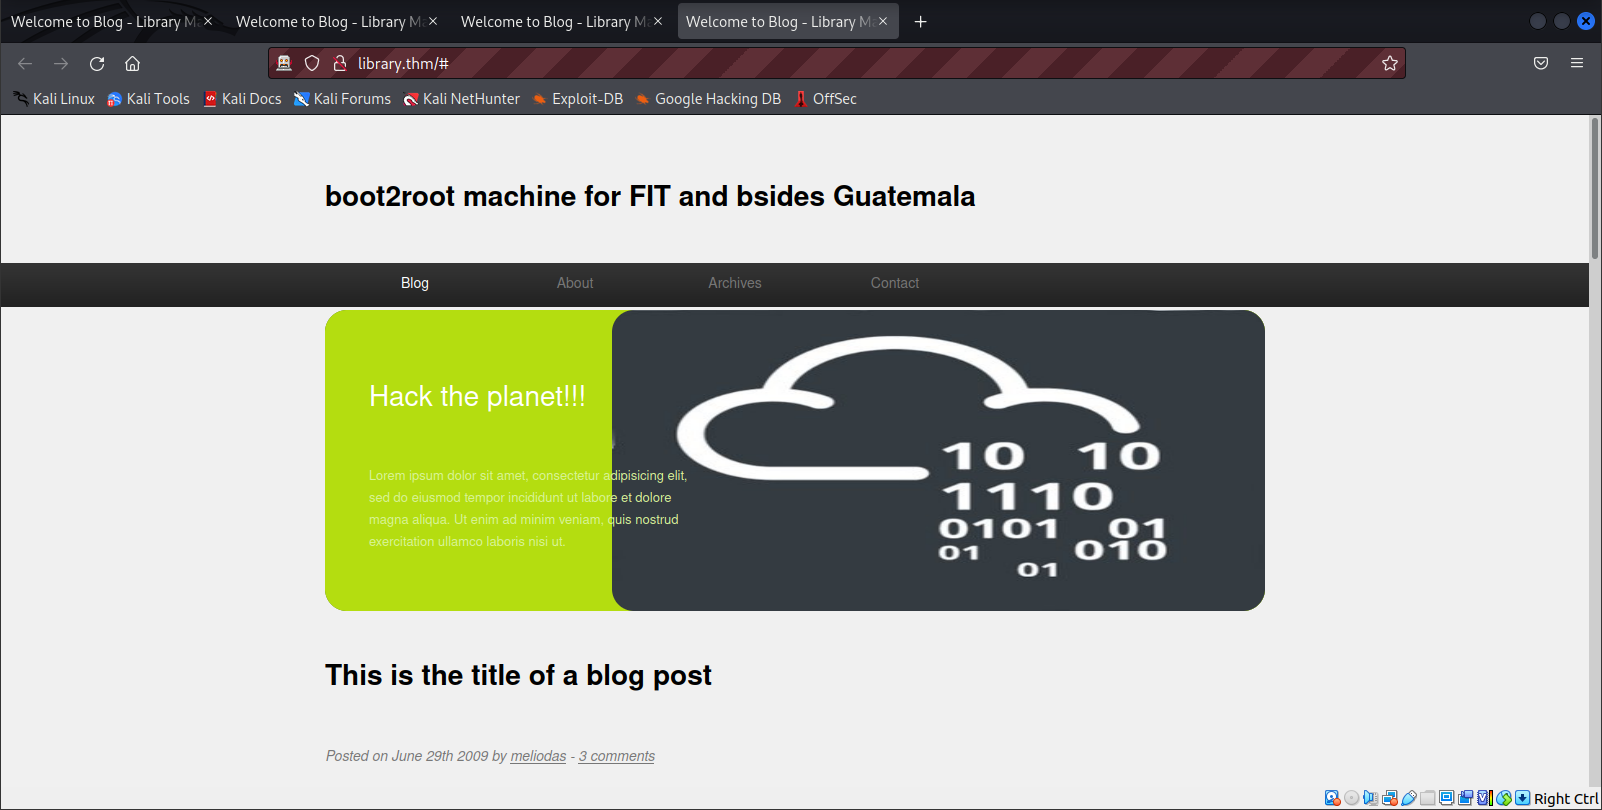 Welcome to Blog - Library Ma
Welcome to Blog - Library Ma
Welcome to Blog - Library Ma
Welcome to Blog - Library Ma
library.thm/#
Kali Linux Kali Tools Kali Docs Kali Forums Kali NetHunter Exploit-DB Google Hacking DB OffSec
boot2root machine for FIT and bsides Guatemala
Blog About Archives Contact
Hack the planet!!!
Lorem ipsum dolor sit amet, consectetur adipisicing elit,
sed do eiusmod tempor incididunt ut labore et dolore
magna aliqua. Ut enim ad minim veniam, quis nostrud
exercitation ullamco laboris nisi ut.
10 10
1110
0101 01
01 010
01
This is the title of a blog post
Posted on June 29th 2009 by meliodas - 3 comments
Right Ctrl